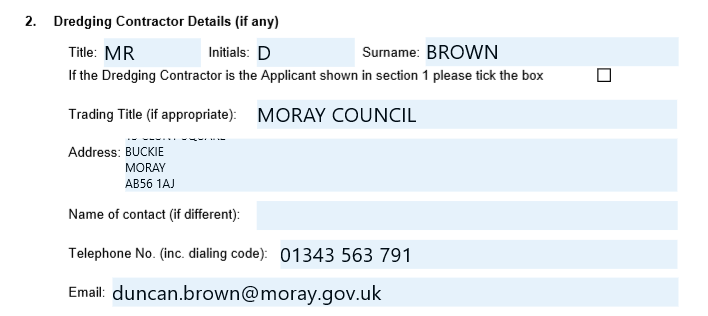 2. Dredging Contractor Details (if any)
Title: MR Initials: D Surname: BROWN
If the Dredging Contractor is the Applicant shown in section 1 please tick the box
Trading Title (if appropriate): MORAY COUNCIL
Address: BUCKIE
MORAY
AB56 1AJ
Name of contact (if different):
Telephone No. (inc. dialing code): 01343 563 791
Email: duncan.brown@moray.gov.uk